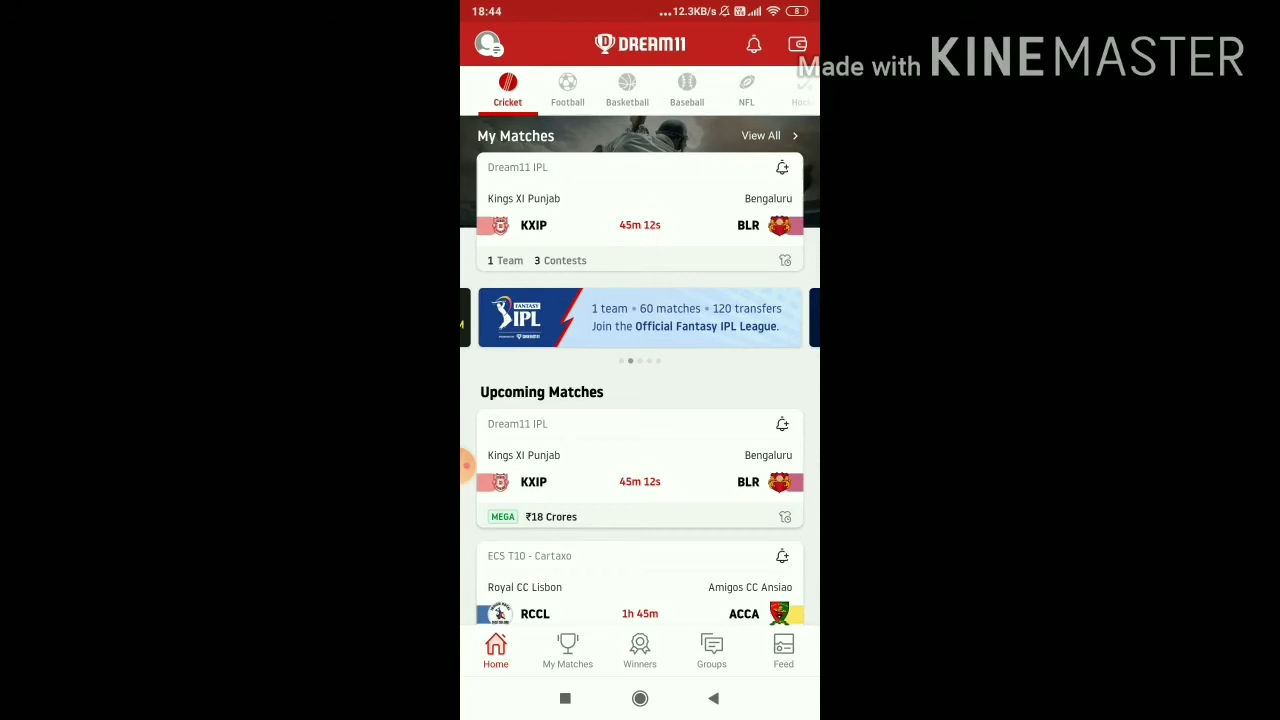 18:44
...12.3KB/s
8
DREAM11
Made with KINEMASTER
Cricket Football Basketball Baseball NFL
My Matches View All
Dream11 IPL
Kings XI Punjab Bengaluru
KXIP 45m 12s BLR
1 Team 3 Contests
FANTASY IPL
DREAM11
1 team • 60 matches • 120 transfers
Join the Official Fantasy IPL League.
Upcoming Matches
Dream11 IPL
Kings XI Punjab Bengaluru
KXIP 45m 12s BLR
MEGA ₹18 Crores
ECS T10 - Cartaxo
Royal CC Lisbon Amigos CC Ansiao
RCCL 1h 45m ACCA
Home My Matches Winners Groups Feed